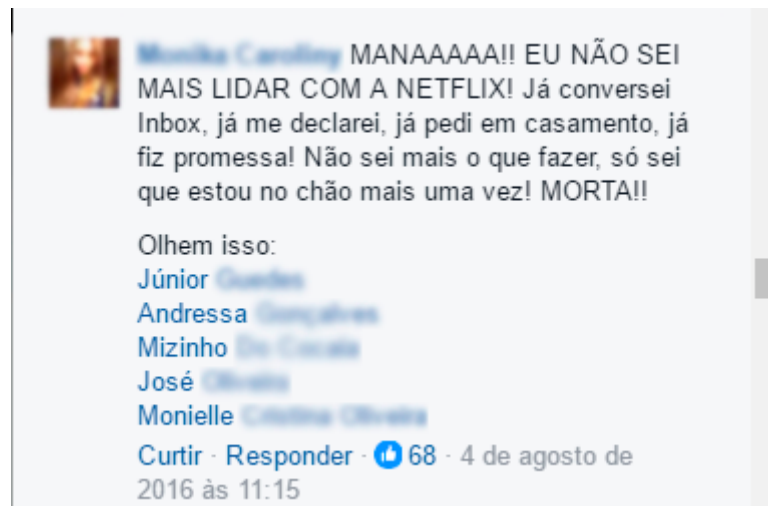 MANAAAAA!! EU NÃO SEI
MAIS LIDAR COM A NETFLIX! Já conversei
Inbox, já me declarei, já pedi em casamento, já
fiz promessa! Não sei mais o que fazer, só sei
que estou no chão mais uma vez! MORTA!!
Olhem isso:
Júnior
Andressa
Mizinho
José
Monielle
Curtir · Responder · 68 · 4 de agosto de
2016 às 11:15